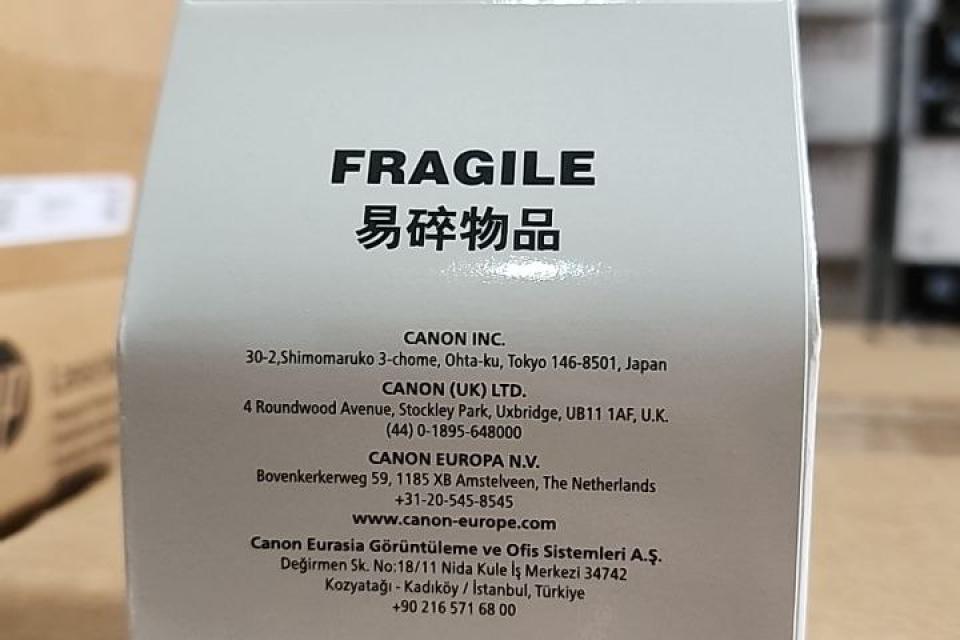 FRAGILE
易碎物品
CANON INC.
30-2,Shimomaruko 3-chome, Ohta-ku, Tokyo 146-8501, Japan
CANON (UK) LTD.
4 Roundwood Avenue, Stockley Park, Uxbridge, UB11 1AF, U.K.
(44) 0-1895-648000
CANON EUROPA N.V.
Bovenkerkerweg 59, 1185 XB Amstelveen, The Netherlands
+31-20-545-8545
www.canon-europe.com
Canon Eurasia Görüntüleme ve Ofis Sistemleri A.Ş.
Değirmen Sk. No:18/11 Nida Kule İş Merkezi 34742
Kozyatağı - Kadıköy / İstanbul, Türkiye
+90 216 571 68 00